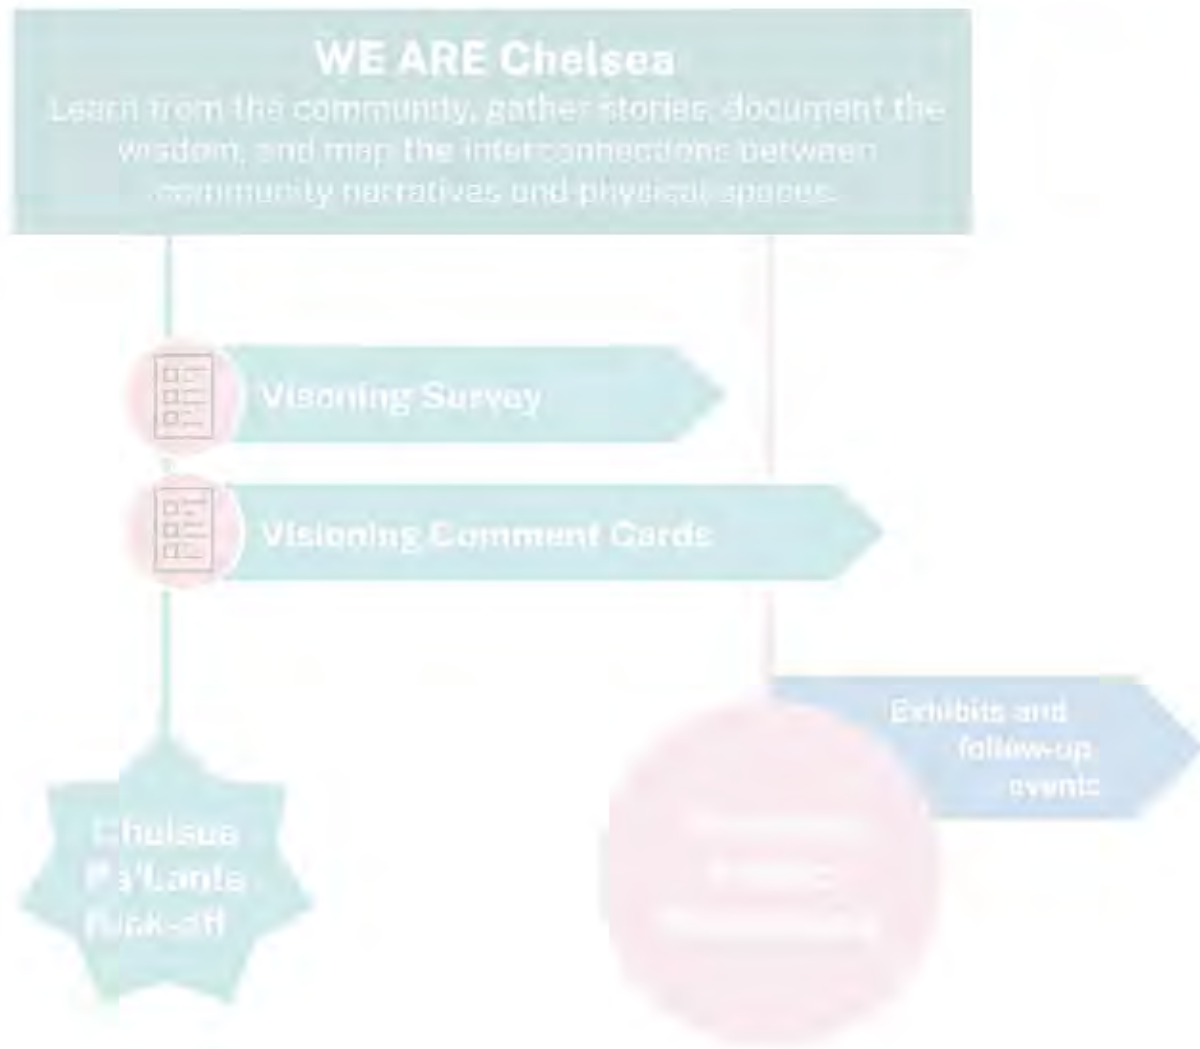 WE ARE Chelsea
Learn from the community, gather stories, document the
wisdom, and map the interconnections between
community narratives and physical spaces.
Visoning Survey
Visioning Comment Cards
Exhibits and
follow-up
events
Chelsea
Pa'Lante
Kick-off